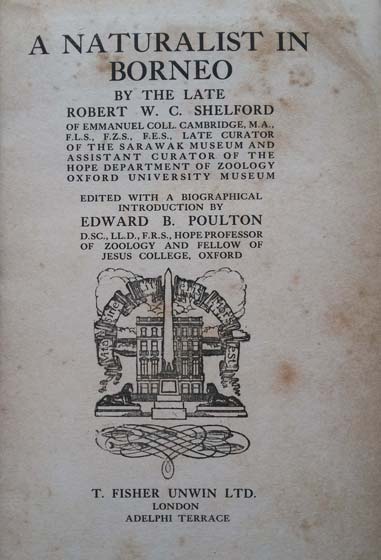 A NATURALIST IN
BORNEO
BY THE LATE
ROBERT W. C. SHELFORD
OF EMMANUEL COLL. CAMBRIDGE, M.A.,
F.L.S., F.Z.S., F.E.S., LATE CURATOR
OF THE SARAWAK MUSEUM AND
ASSISTANT CURATOR OF THE
HOPE DEPARTMENT OF ZOOLOGY
OXFORD UNIVERSITY MUSEUM
EDITED WITH A BIOGRAPHICAL
INTRODUCTION BY
EDWARD B. POULTON
D.SC., LL.D., F.R.S., HOPE PROFESSOR
OF ZOOLOGY AND FELLOW OF
JESUS COLLEGE, OXFORD
T. FISHER UNWIN LTD.
LONDON
ADELPHI TERRACE